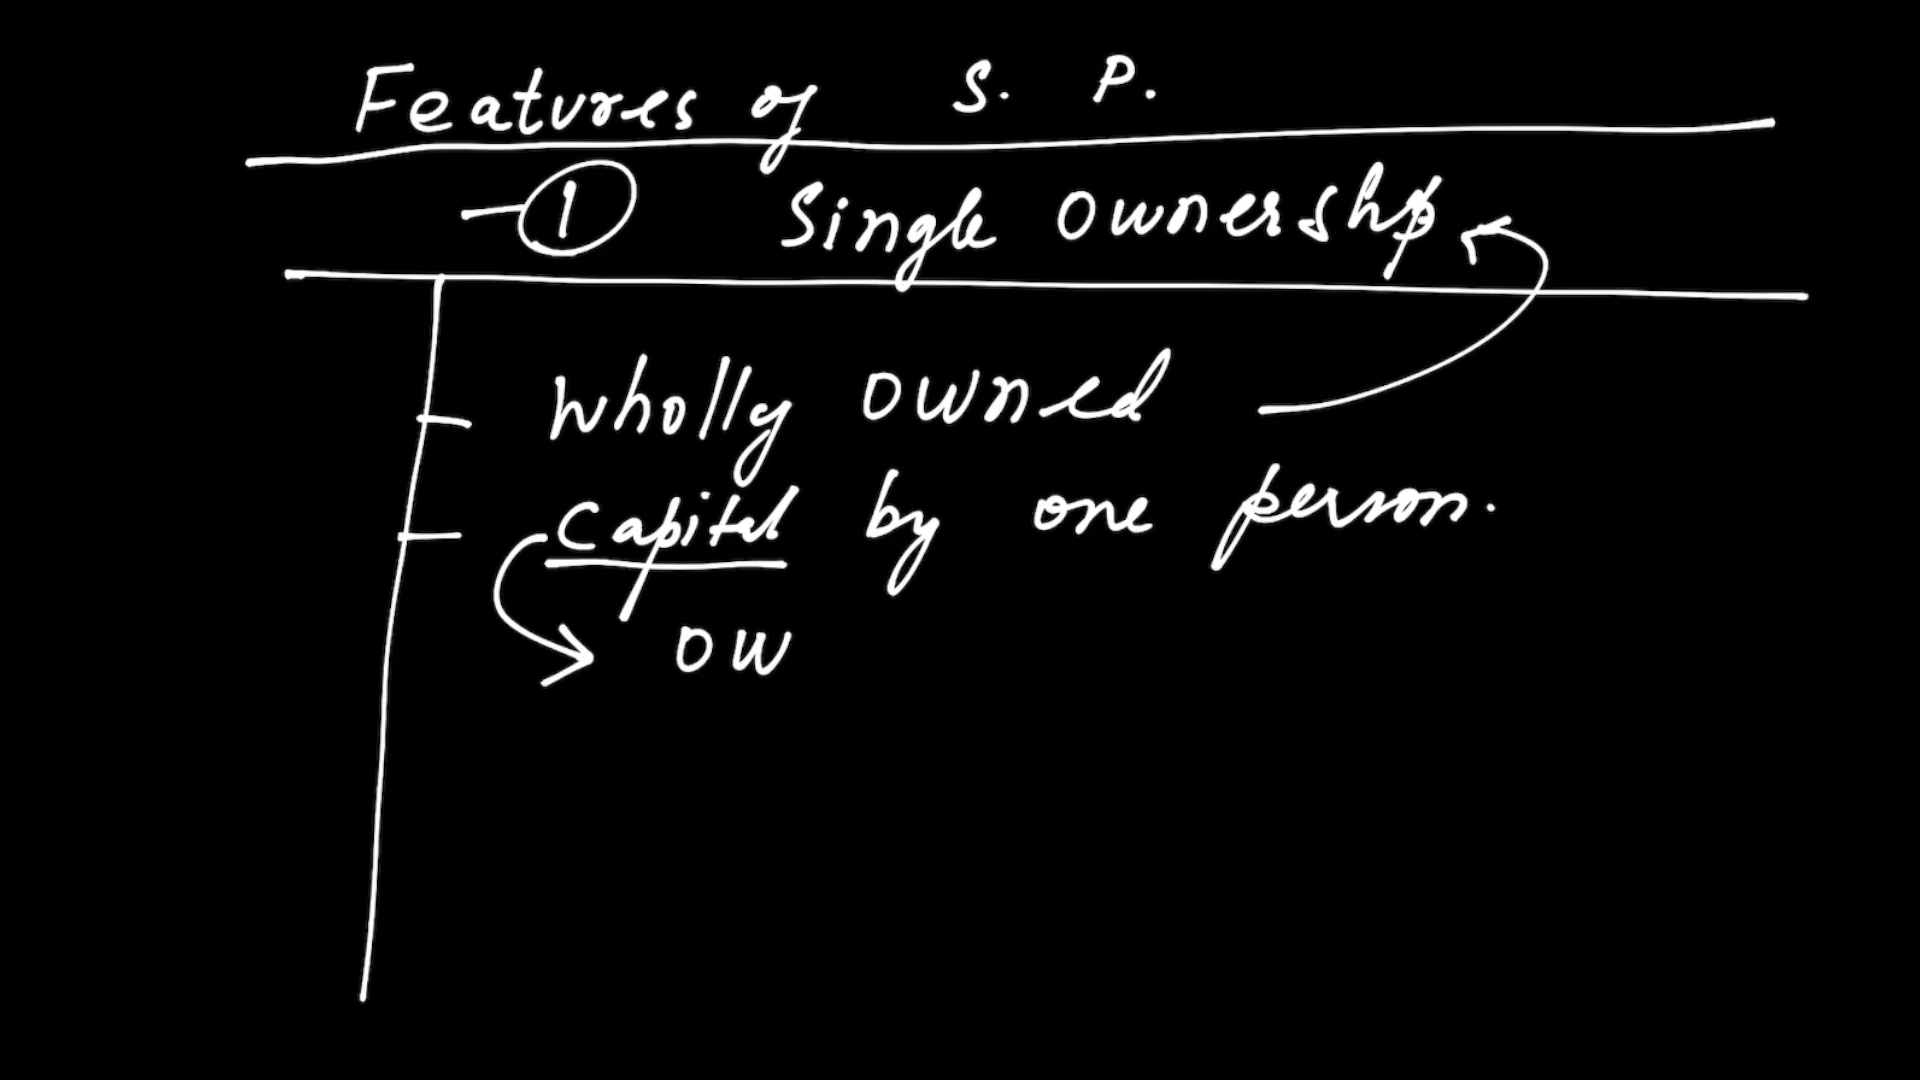 Features of S. P.
1 Single ownership
Wholly owned
Capital by one person.
ow